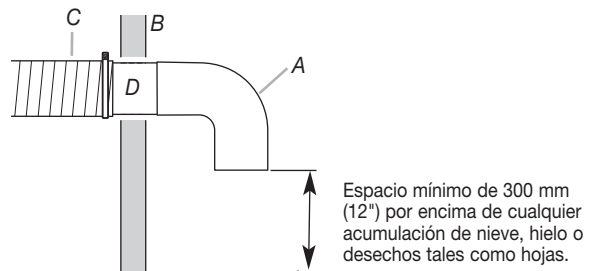 C
B
A
D
Espacio mínimo de 300 mm
(12") por encima de cualquier
acumulación de nieve, hielo o
desechos tales como hojas.